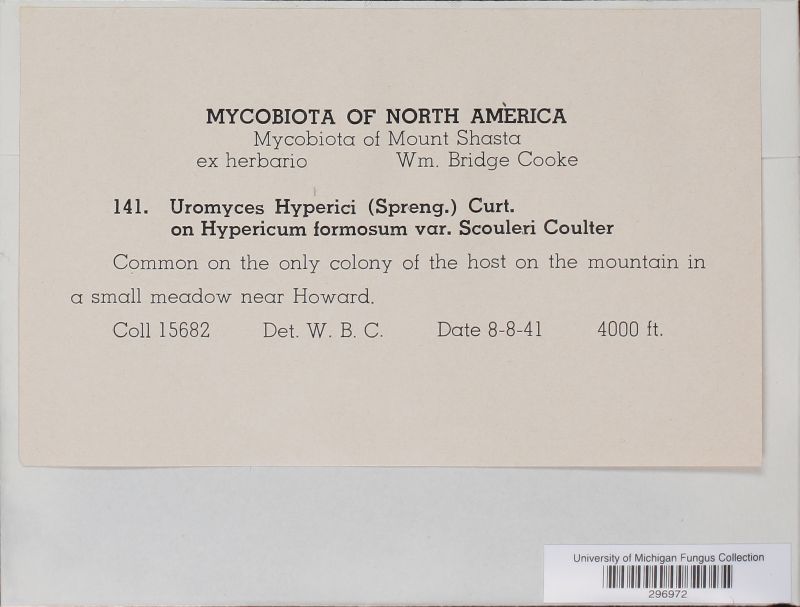 MYCOBIOTA OF NORTH AMERICA
Mycobiota of Mount Shasta
ex herbario Wm. Bridge Cooke
141. Uromyces Hyperici (Spreng.) Curt.
on Hypericum formosum var. Scouleri Coulter
Common on the only colony of the host on the mountain in
a small meadow near Howard.
Coll 15682 Det. W. B. C. Date 8-8-41 4000 ft.
University of Michigan Fungus Collection
296972